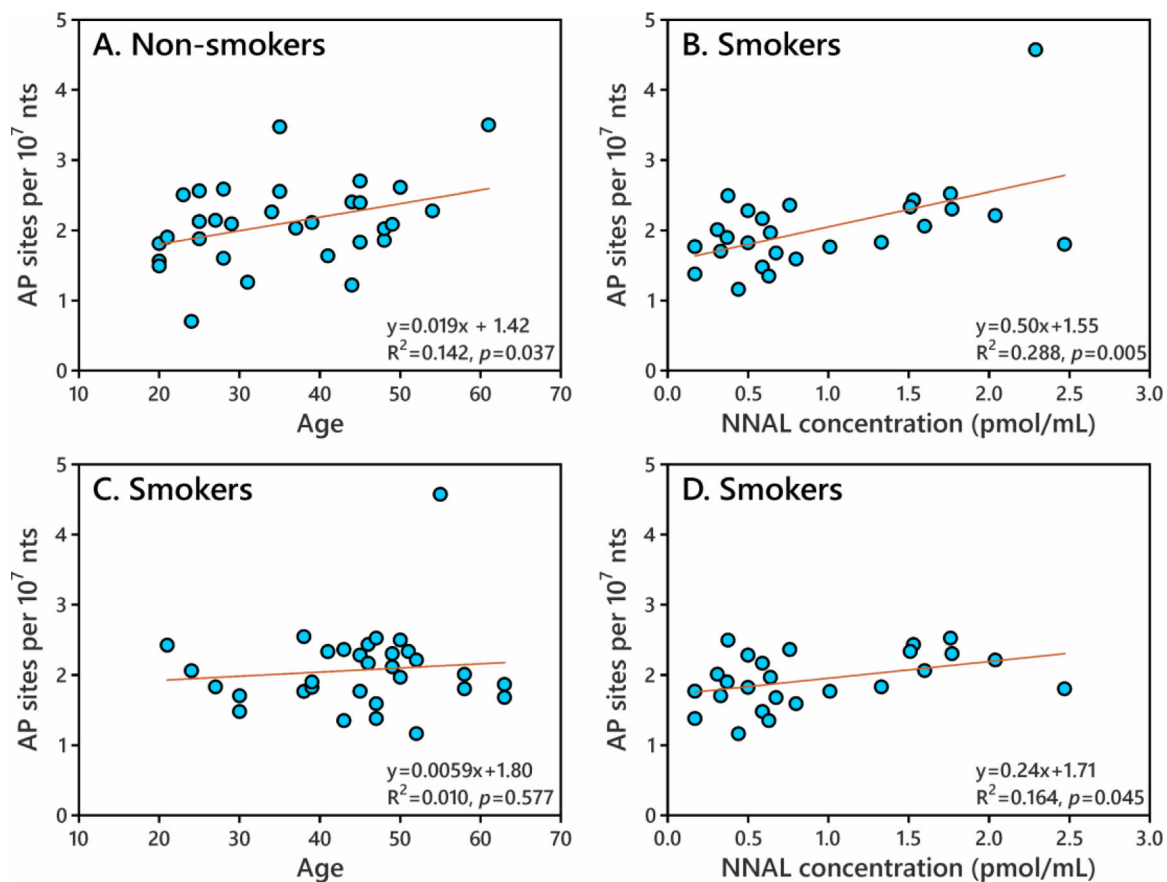 A. Non-smokers
AP sites per 10⁷ nts
5
4
3
2
1
0
y=0.019x + 1.42
R²=0.142, p=0.037
10 20 30 40 50 60 70
Age
B. Smokers
AP sites per 10⁷ nts
5
4
3
2
1
0
y=0.50x+1.55
R²=0.288, p=0.005
0.0 0.5 1.0 1.5 2.0 2.5 3.0
NNAL concentration (pmol/mL)
C. Smokers
AP sites per 10⁷ nts
5
4
3
2
1
0
y=0.0059x+1.80
R²=0.010, p=0.577
10 20 30 40 50 60 70
Age
D. Smokers
AP sites per 10⁷ nts
5
4
3
2
1
0
y=0.24x+1.71
R²=0.164, p=0.045
0.0 0.5 1.0 1.5 2.0 2.5 3.0
NNAL concentration (pmol/mL)